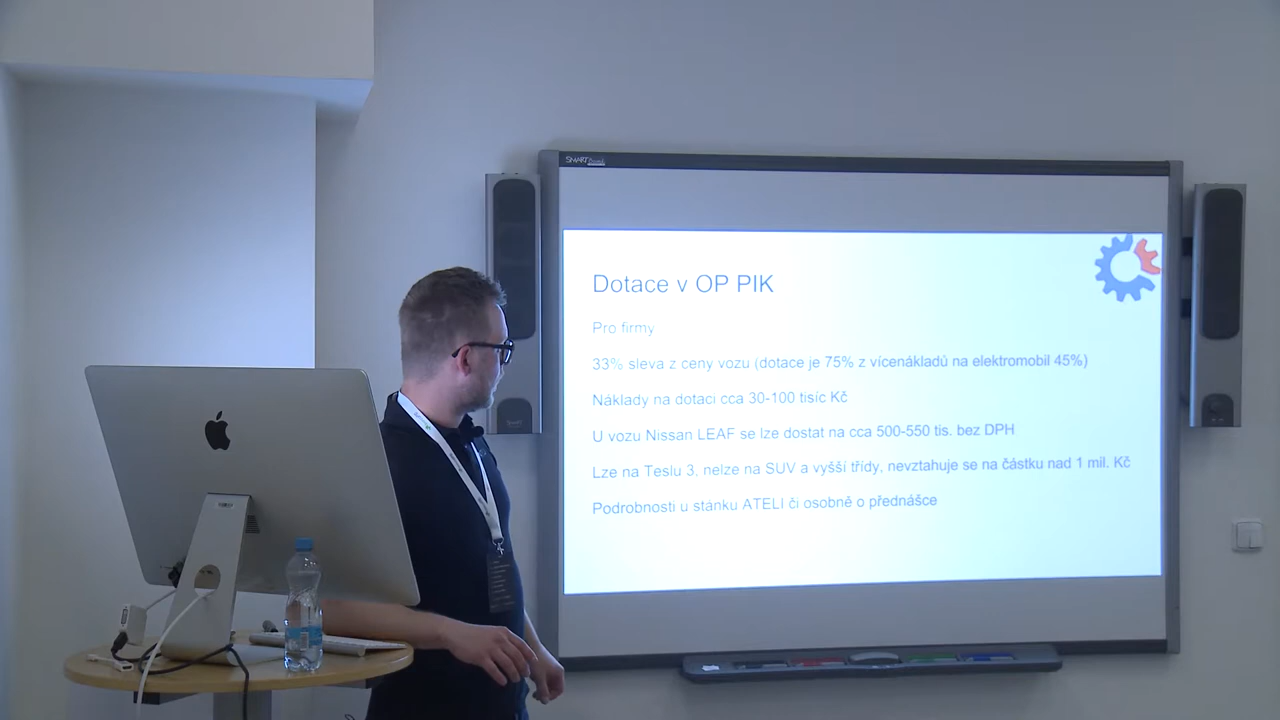 SMART
Dotace v OP PIK
Pro firmy
33% sleva z ceny vozu (dotace je 75% z vícenákladů na elektromobil 45%)
Náklady na dotaci cca 30-100 tisíc Kč
U vozu Nissan LEAF se lze dostat na cca 500-550 tis. bez DPH
Lze na Teslu 3, nelze na SUV a vyšší třídy, nevztahuje se na částku nad 1 mil. Kč
Podrobnosti u stánku ATELI či osobně o přednášce